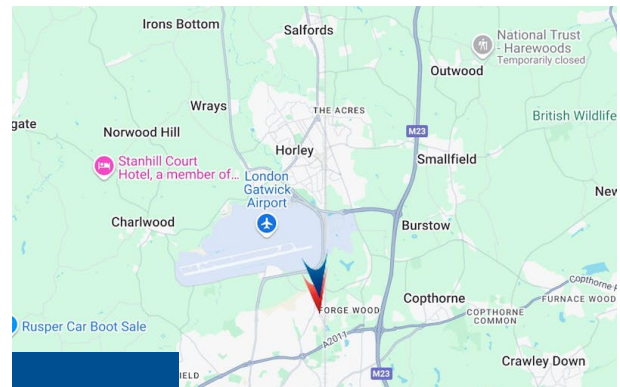 Irons Bottom
Salfords
National Trust
- Harewoods
Temporarily closed
Outwood
THE ACRES
Wrays
British Wildlife
gate
Norwood Hill
M23
Horley
Smallfield
Stanhill Court
Hotel, a member of...
London
Gatwick
Airport
New
Charlwood
Burstow
Copthorne
FURNACE WOOD
Copthorne
FORGE WOOD
COPTHORNE
COMMON
Rusper Car Boot Sale
A2011
Crawley Down
M23
IELD